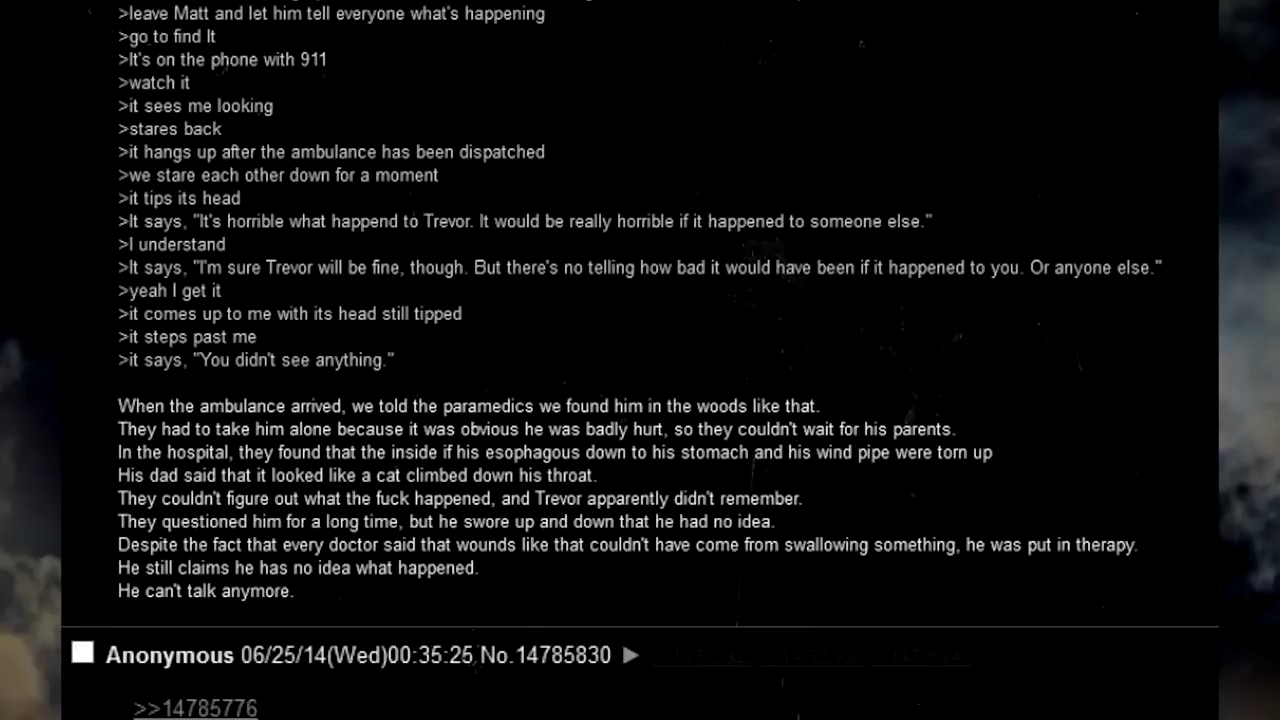 >leave Matt and let him tell everyone what's happening
>go to find It
>It's on the phone with 911
>watch it
>it sees me looking
>stares back
>it hangs up after the ambulance has been dispatched
>we stare each other down for a moment
>it tips its head
>It says, "It's horrible what happend to Trevor. It would be really horrible if it happened to someone else."
>I understand
>It says, "I'm sure Trevor will be fine, though. But there's no telling how bad it would have been if it happened to you. Or anyone else."
>yeah I get it
>it comes up to me with its head still tipped
>it steps past me
>it says, "You didn't see anything."
When the ambulance arrived, we told the paramedics we found him in the woods like that.
They had to take him alone because it was obvious he was badly hurt, so they couldn't wait for his parents.
In the hospital, they found that the inside if his esophagous down to his stomach and his wind pipe were torn up
His dad said that it looked like a cat climbed down his throat.
They couldn't figure out what the fuck happened, and Trevor apparently didn't remember.
They questioned him for a long time, but he swore up and down that he had no idea.
Despite the fact that every doctor said that wounds like that couldn't have come from swallowing something, he was put in therapy.
He still claims he has no idea what happened.
He can't talk anymore.
Anonymous 06/25/14(Wed)00:35:25 No.14785830 ▶
>>14785776